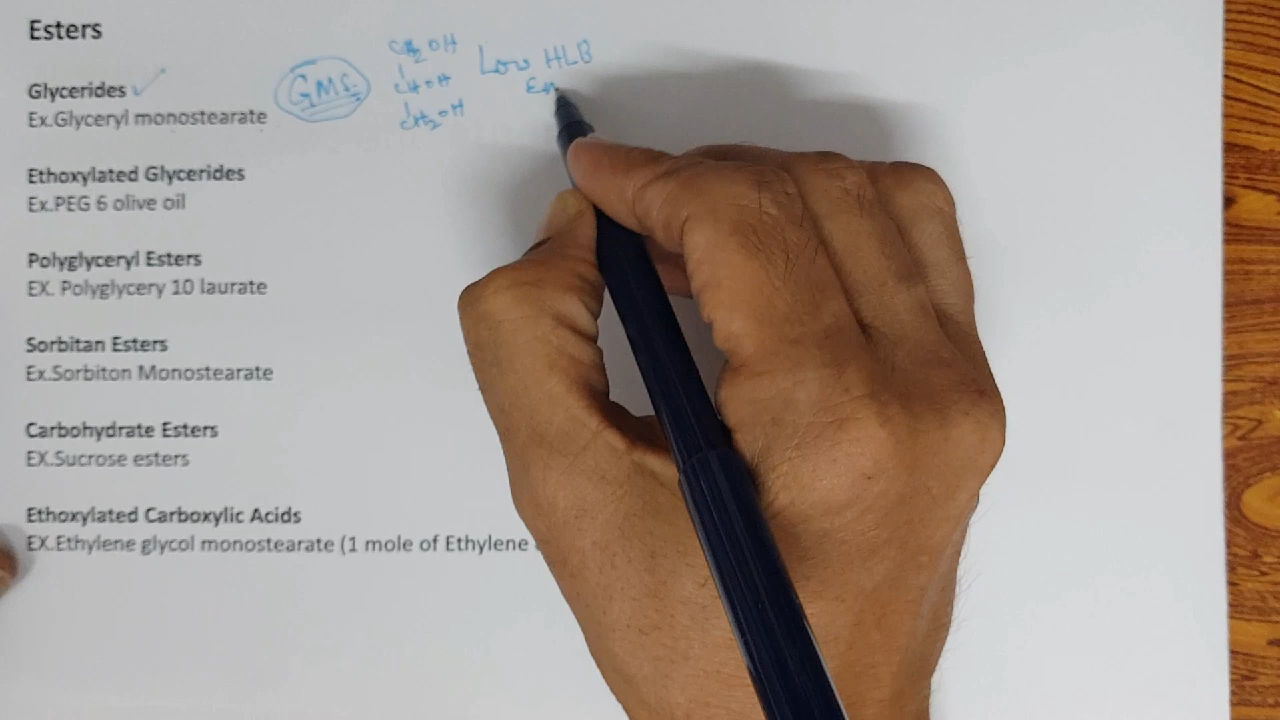 Esters
Glycerides ✓
Ex.Glyceryl monostearate
GMS
CH2OH
CHOH
CH2OH
Low HLB
Em
Ethoxylated Glycerides
Ex.PEG 6 olive oil
Polyglyceryl Esters
EX. Polyglycery 10 laurate
Sorbitan Esters
Ex.Sorbiton Monostearate
Carbohydrate Esters
EX.Sucrose esters
Ethoxylated Carboxylic Acids
EX.Ethylene glycol monostearate (1 mole of Ethylene